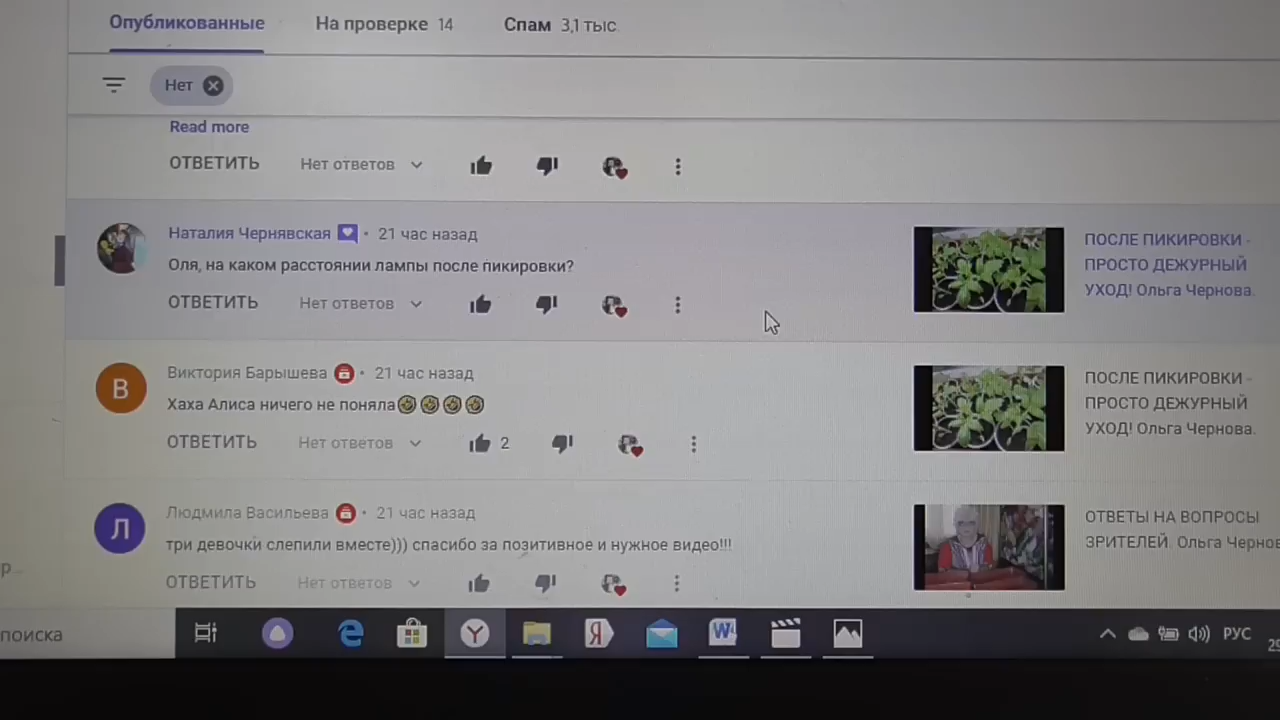 Опубликованные На проверке 14 Спам 3,1 тыс.
Нет
Read more
ОТВЕТИТЬ Нет ответов
Наталия Чернявская • 21 час назад
Оля, на каком расстоянии лампы после пикировки?
ОТВЕТИТЬ Нет ответов
ПОСЛЕ ПИКИРОВКИ -
ПРОСТО ДЕЖУРНЫЙ
УХОД! Ольга Чернова.
В
Виктория Барышева • 21 час назад
Хаха Алиса ничего не поняла🤣🤣🤣🤣
ОТВЕТИТЬ Нет ответов 2
ПОСЛЕ ПИКИРОВКИ -
ПРОСТО ДЕЖУРНЫЙ
УХОД! Ольга Чернова.
Л
Людмила Васильева • 21 час назад
три девочки слепили вместе))) спасибо за позитивное и нужное видео!!!
ОТВЕТИТЬ Нет ответов
ОТВЕТЫ НА ВОПРОСЫ
ЗРИТЕЛЕЙ. Ольга Чернов
р...
поиска
Y
Я
W
РУС
29